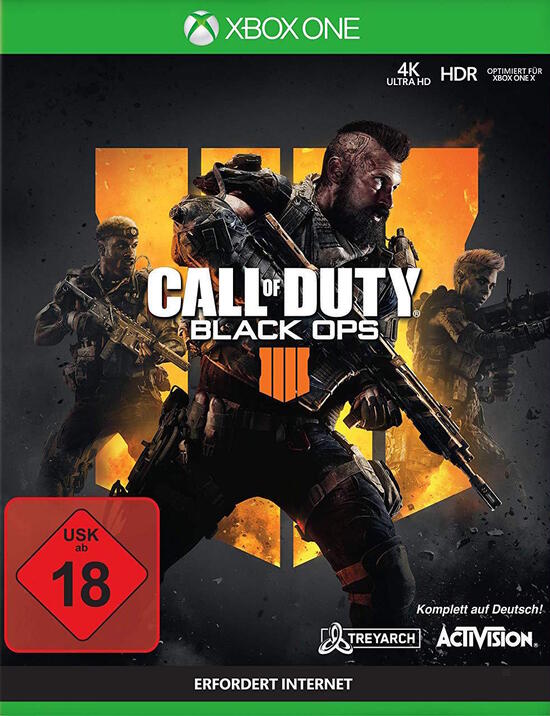 XBOX ONE
4K
ULTRA HD
HDR
OPTIMIERT FÜR
XBOX ONE X
CALL OF DUTY®
BLACK OPS
IIII
USK
ab
18
Komplett auf Deutsch!
TREYARCH
ACTIVISION®
ERFORDERT INTERNET